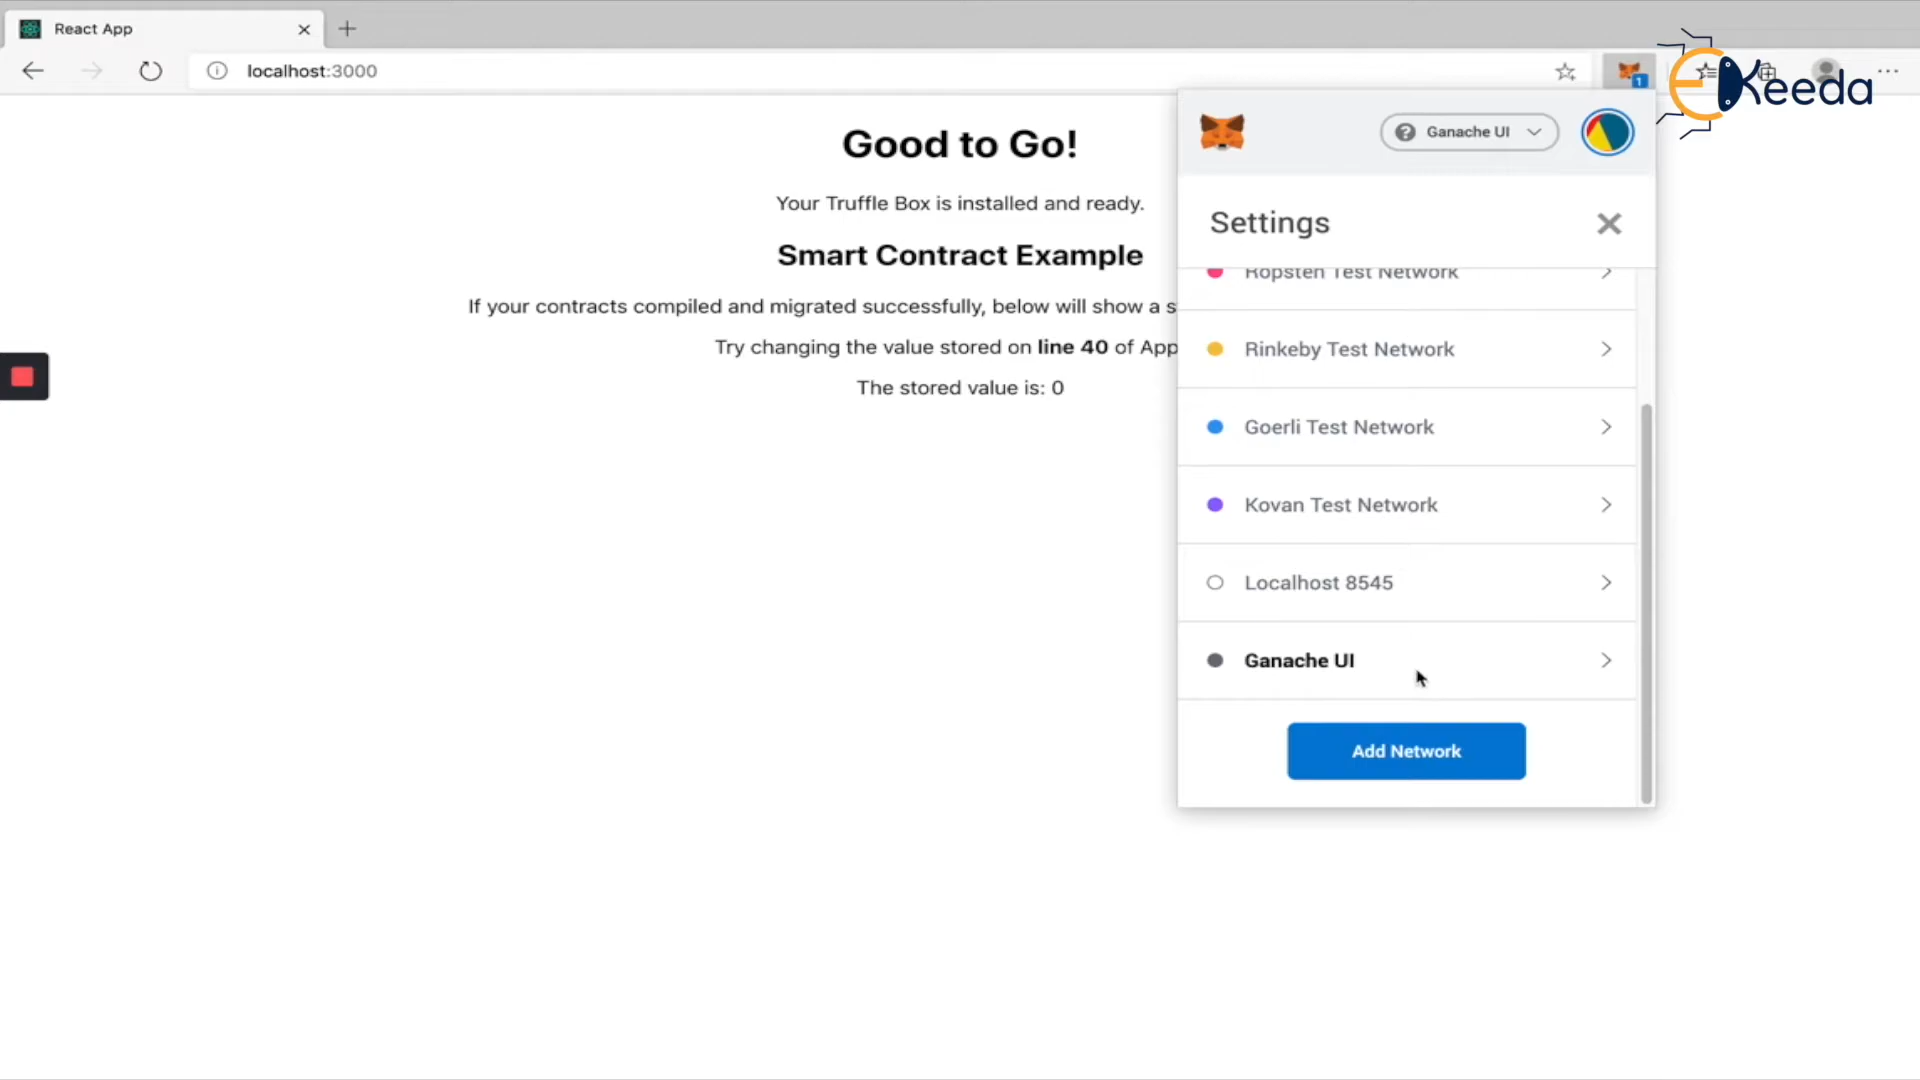 React App
localhost:3000
1
EKeeda
Good to Go!
Your Truffle Box is installed and ready.
Smart Contract Example
If your contracts compiled and migrated successfully, below will show a s
Try changing the value stored on line 40 of App
The stored value is: 0
Ganache UI
Settings
Ropsten Test Network
Rinkeby Test Network
Goerli Test Network
Kovan Test Network
Localhost 8545
Ganache UI
Add Network